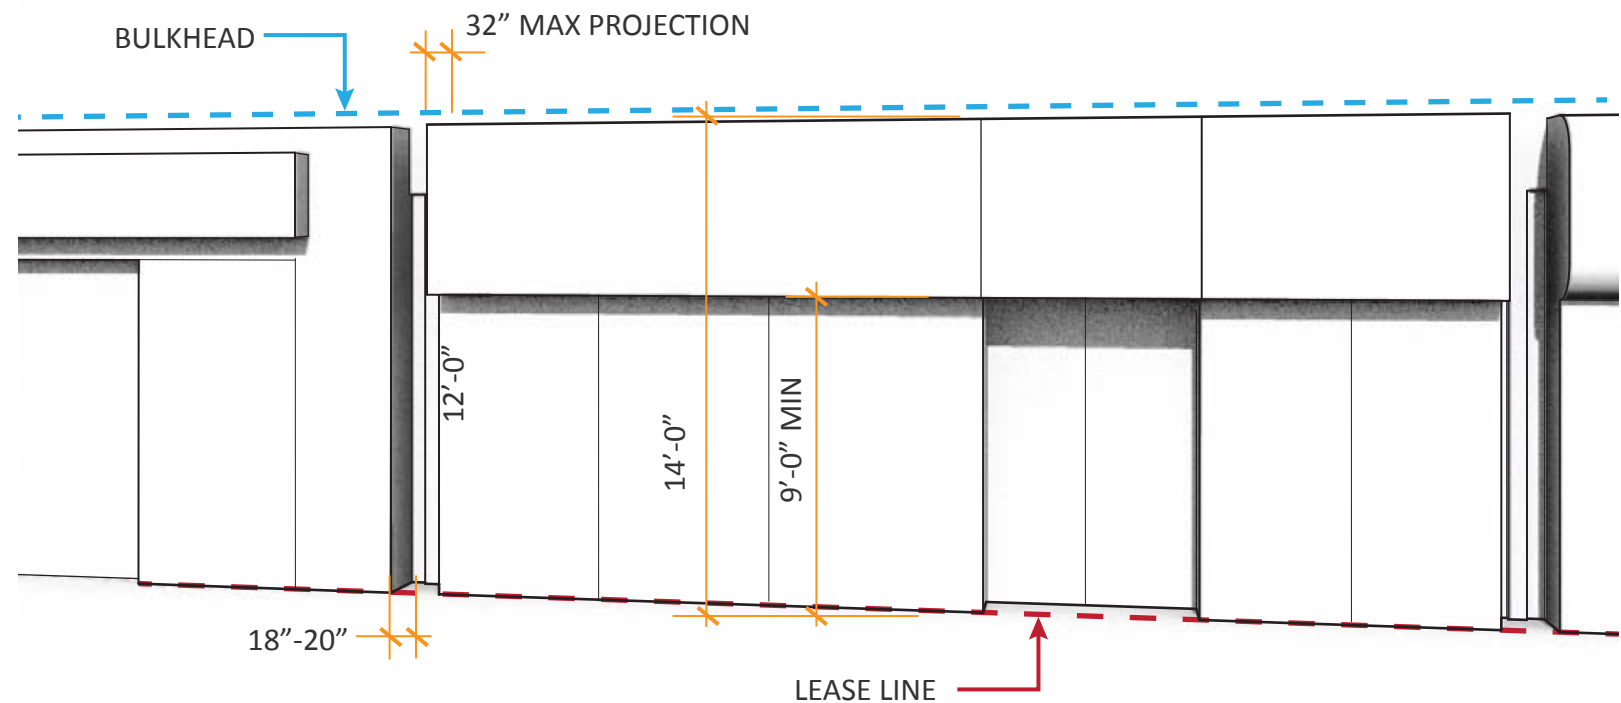 32” MAX PROJECTION
BULKHEAD
12’-0”
14’-0”
9’-0” MIN
18”-20”
LEASE LINE